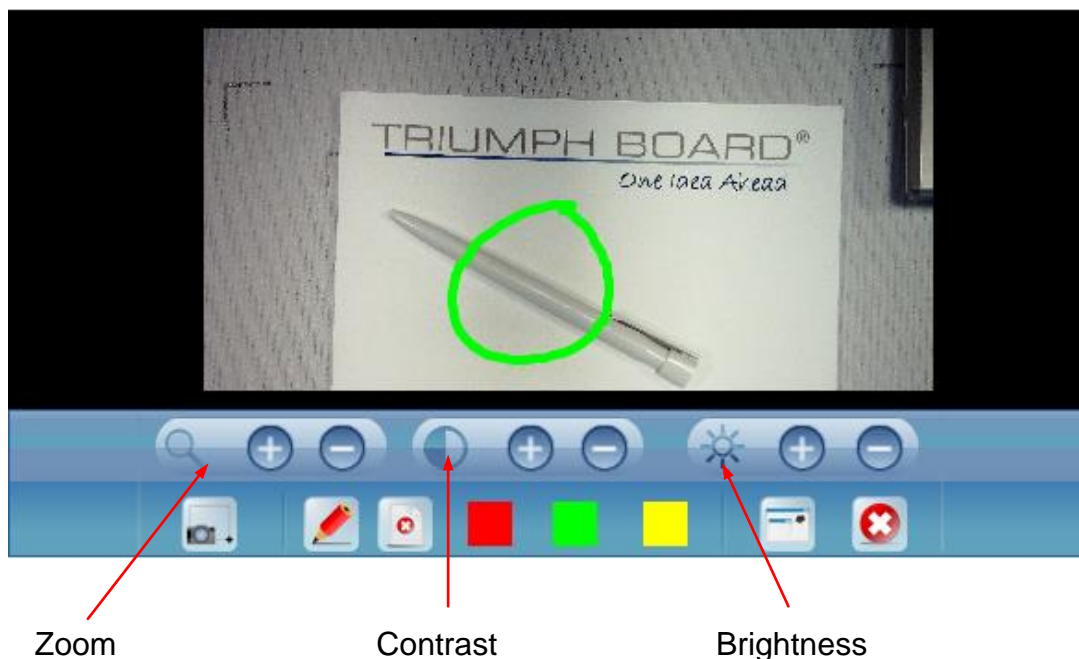 TRIUMPH BOARD®
One idea Ahead
Zoom
Contrast
Brightness